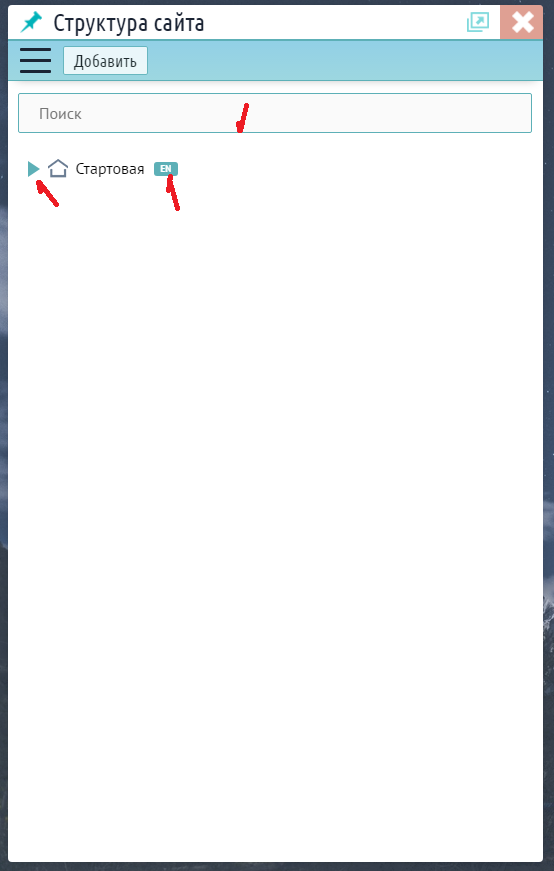 Структура сайта
Добавить
Поиск
Стартовая EN